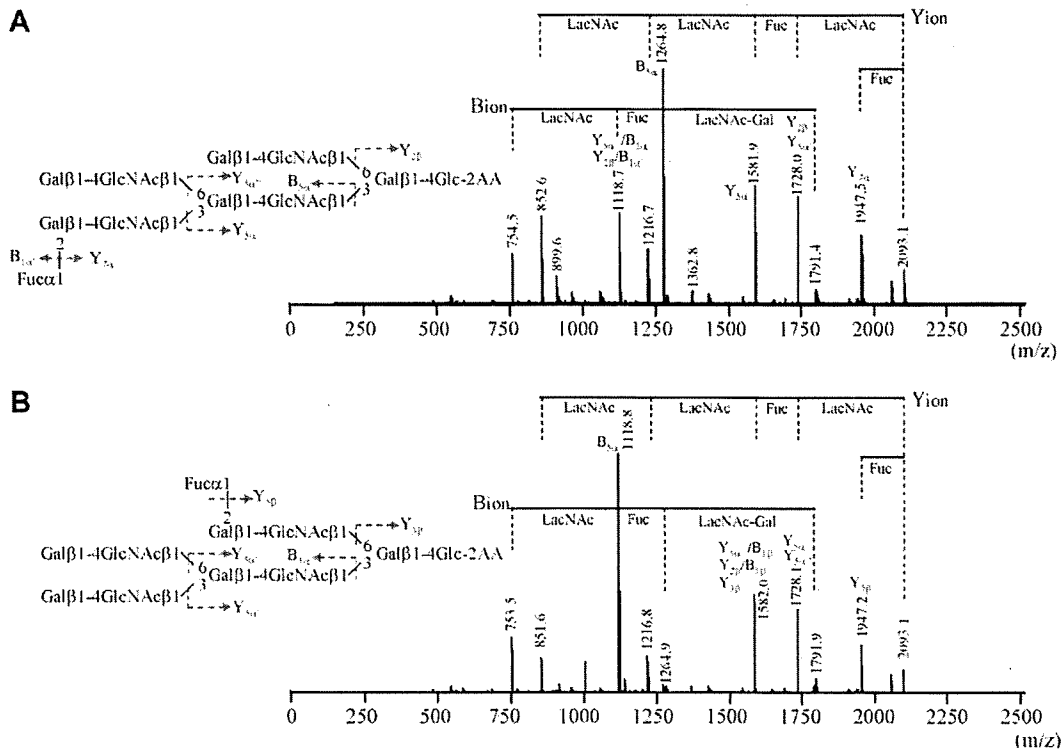 A
LacNAc LacNAc Fuc LacNAc Yion
Fuc
Bion
LacNAc Fuc LacNAc-Gal
Galβ1-4GlcNAcβ1 Y2β
Galβ1-4GlcNAcβ1 6
6 3 Galβ1-4Glc-2AA
3 Galβ1-4GlcNAcβ1
Galβ1-4GlcNAcβ1
2
Fucα1
754.5
852.6
899.6
1118.7
1216.7
1264.8
1362.8
1581.9
1728.0
1791.4
1947.5
2093.1
0 250 500 750 1000 1250 1500 1750 2000 2250 2500
(m/z)
B
LacNAc LacNAc Fuc LacNAc Yion
Fuc
Bion
LacNAc Fuc LacNAc-Gal
Fucα1
2
Galβ1-4GlcNAcβ1
Galβ1-4GlcNAcβ1 6
6 3 Galβ1-4Glc-2AA
3 Galβ1-4GlcNAcβ1
Galβ1-4GlcNAcβ1
753.5
851.6
1118.8
1216.8
1264.9
1582.0
1728.1
1791.9
1947.2
2093.1
0 250 500 750 1000 1250 1500 1750 2000 2250 2500
(m/z)